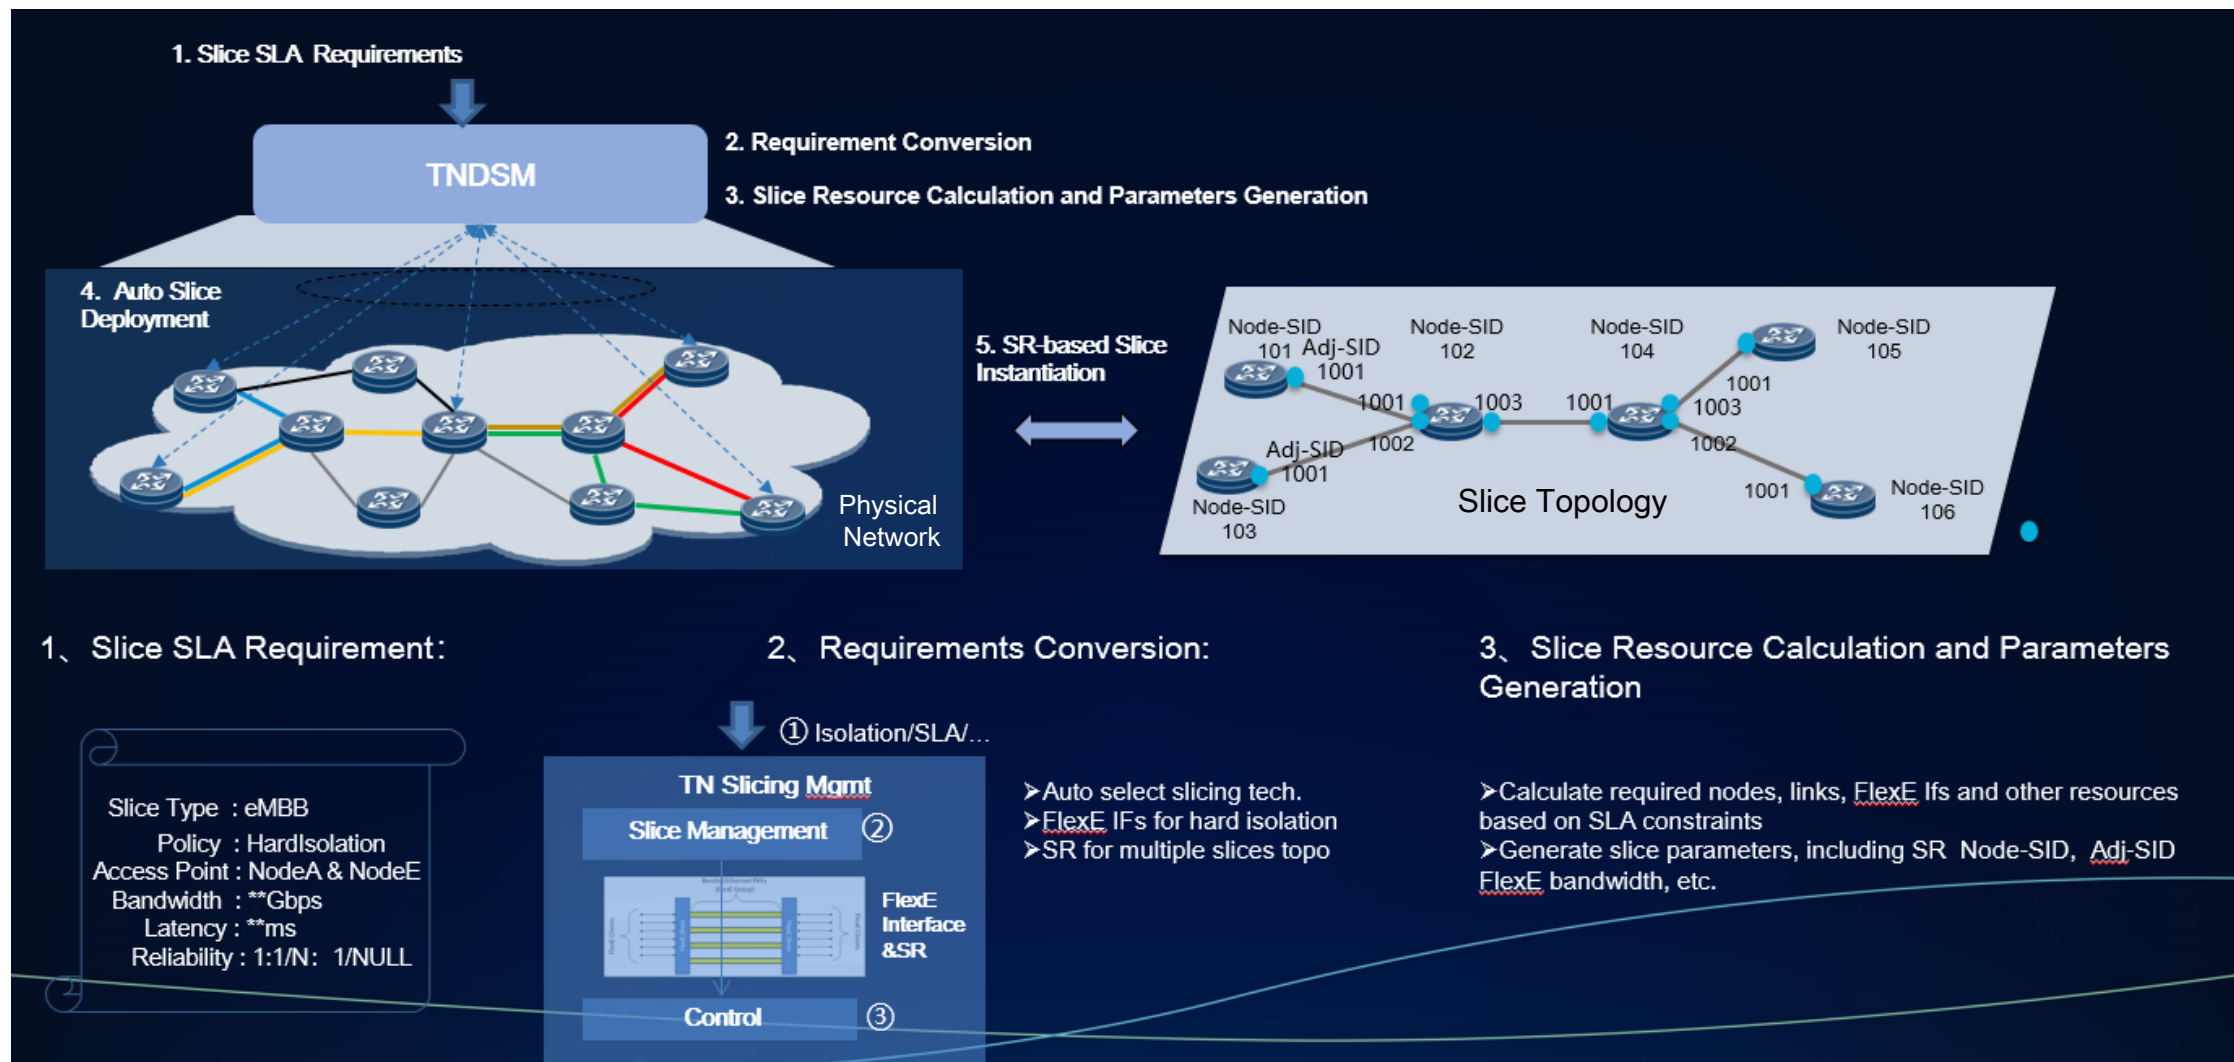 1. Slice SLA Requirements
TNDSM
2. Requirement Conversion
3. Slice Resource Calculation and Parameters Generation
4. Auto Slice
Deployment
Physical
Network
5. SR-based Slice
Instantiation
Node-SID
101
Adj-SID
1001
Node-SID
102
Node-SID
104
Node-SID
105
1001
1003
1001
1001
1003
1002
1002
Adj-SID
1001
Node-SID
103
Slice Topology
1001
Node-SID
106
1、Slice SLA Requirement:
Slice Type : eMBB
Policy : HardIsolation
Access Point : NodeA & NodeE
Bandwidth : **Gbps
Latency : **ms
Reliability : 1:1/N: 1/NULL
2、Requirements Conversion:
① Isolation/SLA/...
TN Slicing Mgmt
Slice Management ②
FlexE
Interface
&SR
Control ③
➢Auto select slicing tech.
➢FlexE IFs for hard isolation
➢SR for multiple slices topo
3、Slice Resource Calculation and Parameters
Generation
➢Calculate required nodes, links, FlexE Ifs and other resources
based on SLA constraints
➢Generate slice parameters, including SR Node-SID, Adj-SID
FlexE bandwidth, etc.